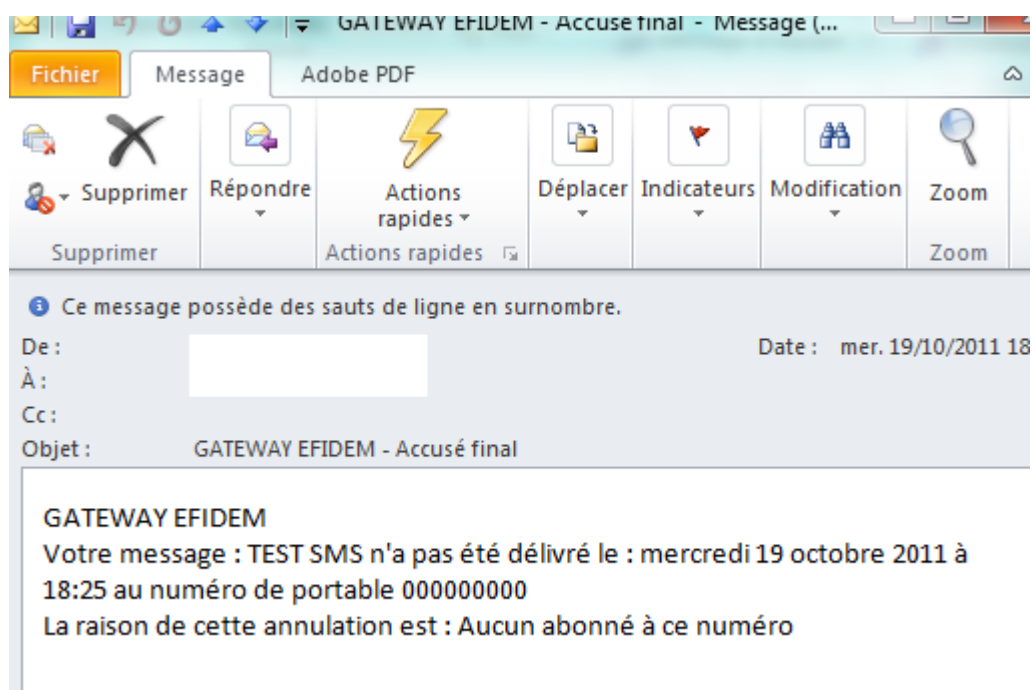 GATEWAY EFIDEM - Accusé final - Message (...
Fichier Message Adobe PDF
Supprimer Répondre Actions rapides Déplacer Indicateurs Modification Zoom
Supprimer Actions rapides Zoom
Ce message possède des sauts de ligne en surnombre.
De : Date : mer. 19/10/2011 18
À :
Cc :
Objet : GATEWAY EFIDEM - Accusé final
GATEWAY EFIDEM
Votre message : TEST SMS n'a pas été délivré le : mercredi 19 octobre 2011 à
18:25 au numéro de portable 000000000
La raison de cette annulation est : Aucun abonné à ce numéro